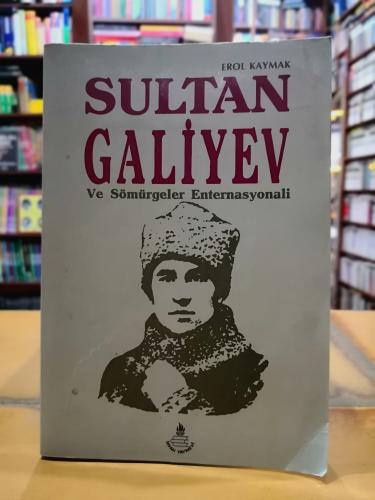 EROL KAYMAK
SULTAN
GALİYEV
Ve Sömürgeler Enternasyonali